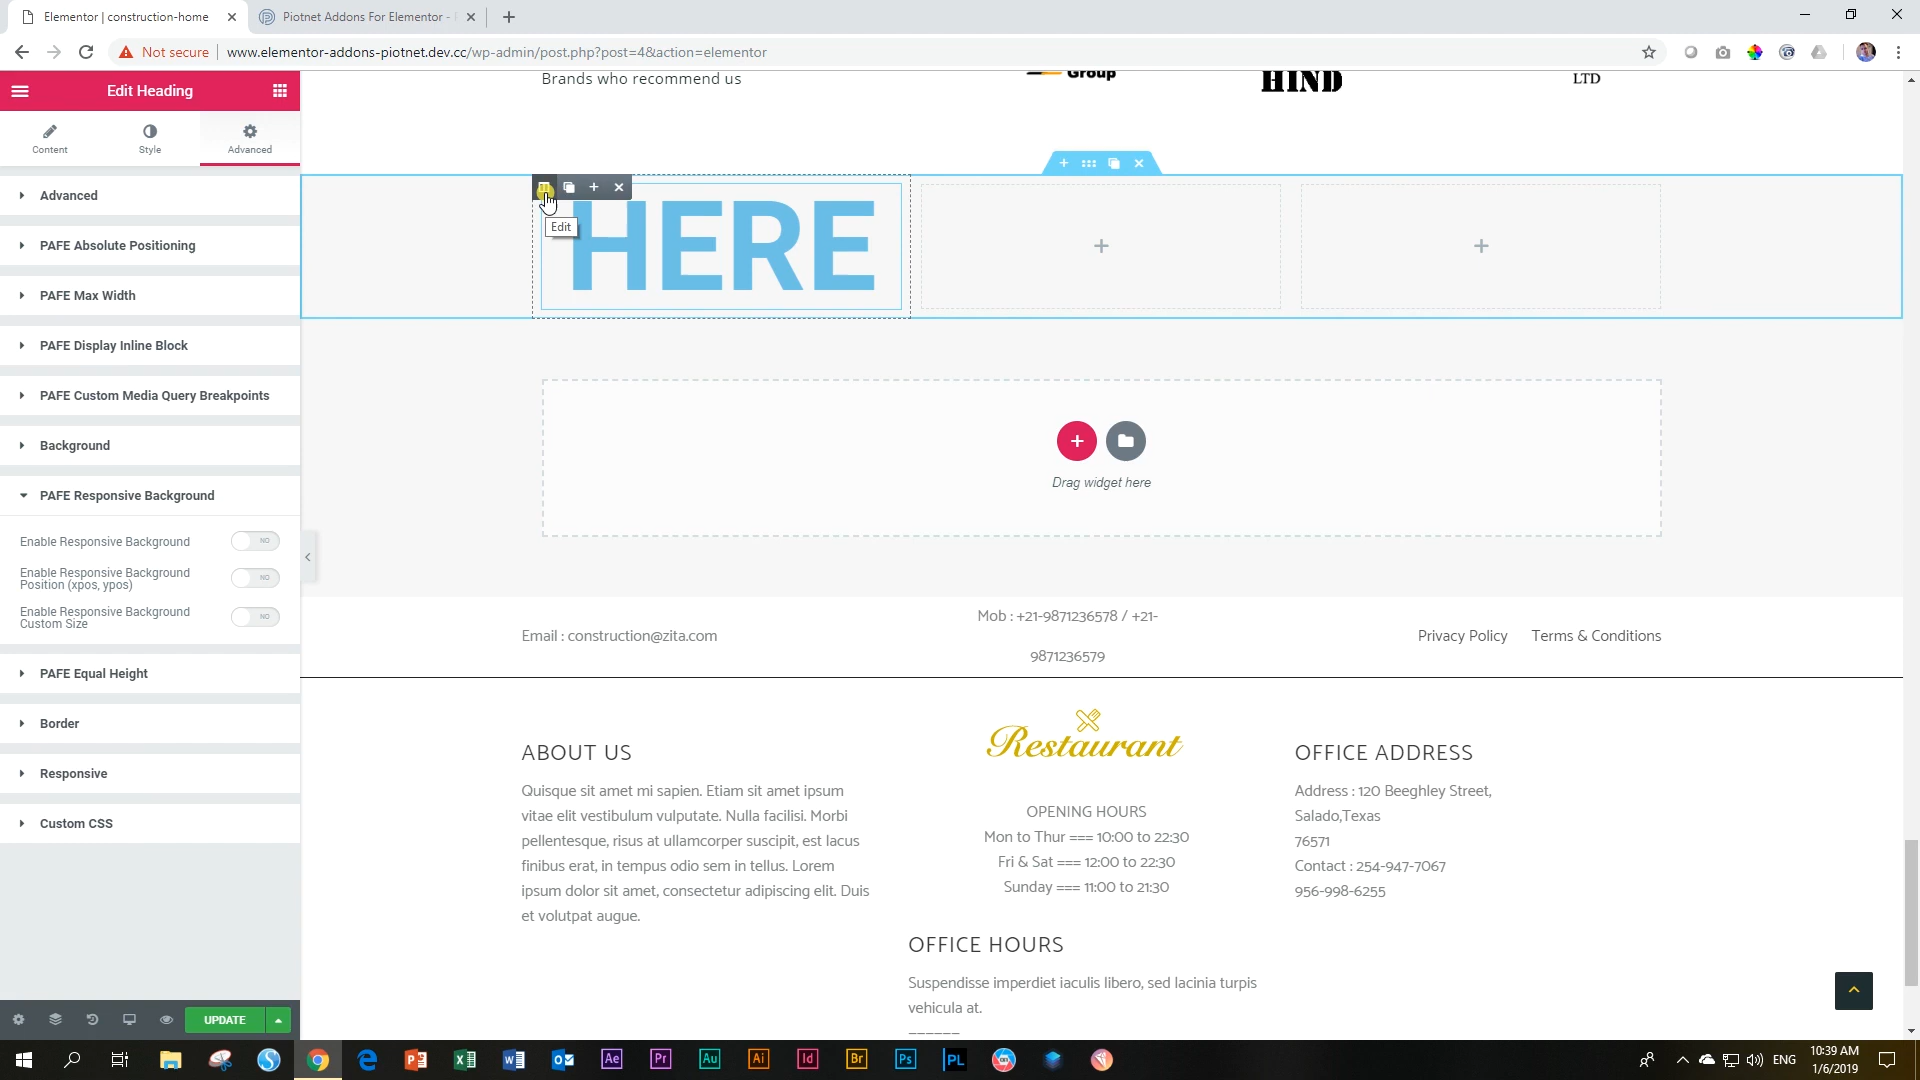 Elementor | construction-home
Piotnet Addons For Elementor -
Not secure
www.elementor-addons-piotnet.dev.cc/wp-admin/post.php?post=4&action=elementor
Edit Heading
Content
Style
Advanced
Advanced
PAFE Absolute Positioning
PAFE Max Width
PAFE Display Inline Block
PAFE Custom Media Query Breakpoints
Background
PAFE Responsive Background
Enable Responsive Background
NO
Enable Responsive Background
Position (xpos, ypos)
NO
Enable Responsive Background
Custom Size
NO
PAFE Equal Height
Border
Responsive
Custom CSS
UPDATE
Brands who recommend us
Group
HIND
LTD
HERE
Edit
Drag widget here
Email : construction@zita.com
Mob : +21-9871236578 / +21-
9871236579
Privacy Policy
Terms & Conditions
ABOUT US
Quisque sit amet mi sapien. Etiam sit amet ipsum
vitae elit vestibulum vulputate. Nulla facilisi. Morbi
pellentesque, risus at ullamcorper suscipit, est lacus
finibus erat, in tempus odio sem in tellus. Lorem
ipsum dolor sit amet, consectetur adipiscing elit. Duis
et volutpat augue.
Restaurant
OPENING HOURS
Mon to Thur === 10:00 to 22:30
Fri & Sat === 12:00 to 22:30
Sunday === 11:00 to 21:30
OFFICE ADDRESS
Address : 120 Beeghley Street,
Salado,Texas
76571
Contact : 254-947-7067
956-998-6255
OFFICE HOURS
Suspendisse imperdiet iaculis libero, sed lacinia turpis
vehicula at.
______
Ae
Pr
Au
Ai
Id
Br
Ps
PL
ENG
10:39 AM
1/6/2019